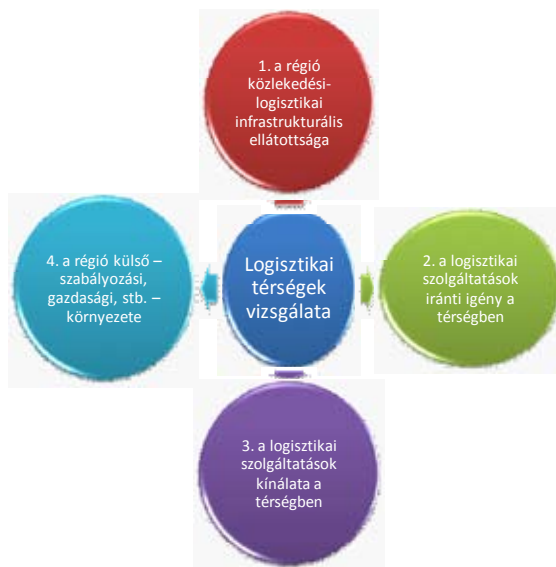 1. a régió
közlekedési-
logisztikai
infrastrukturális
ellátottsága
4. a régió külső –
szabályozási,
gazdasági, stb. –
környezete
Logisztikai
térségek
vizsgálata
2. a logisztikai
szolgáltatások
iránti igény a
térségben
3. a logisztikai
szolgáltatások
kínálata a
térségben